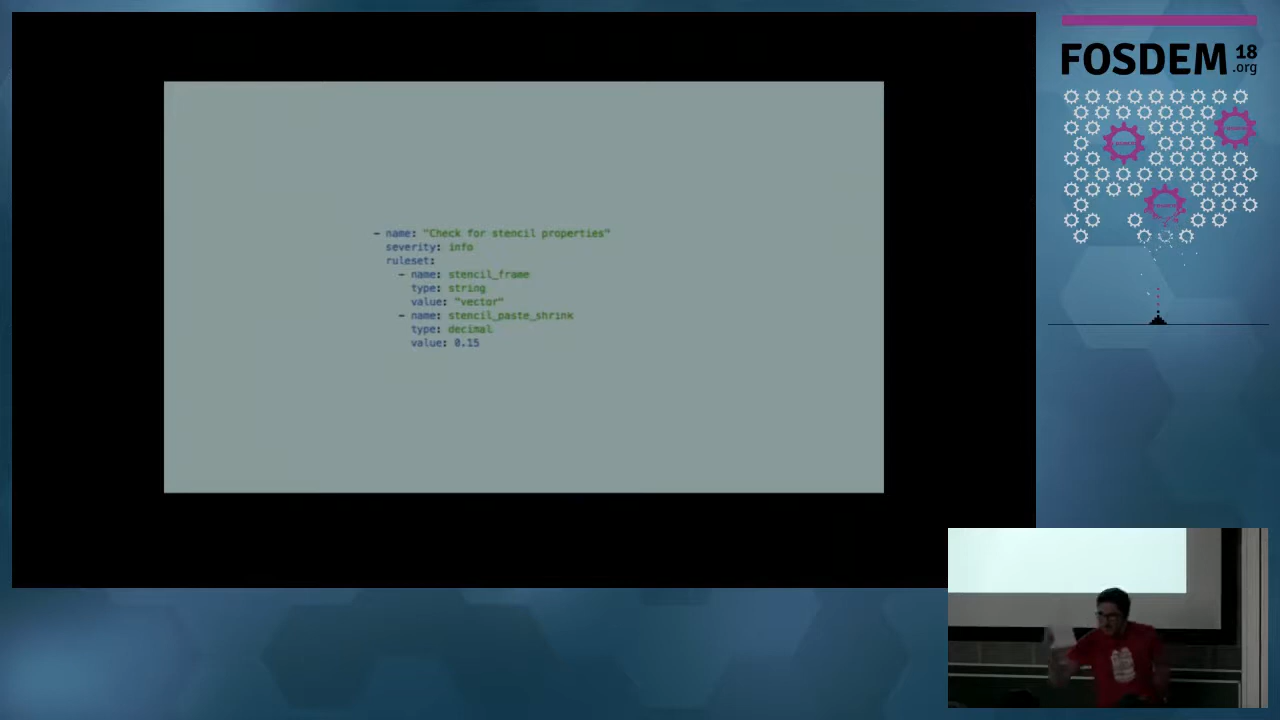 - name: "Check for stencil properties"
severity: info
ruleset:
- name: stencil_frame
type: string
value: "vector"
- name: stencil_paste_shrink
type: decimal
value: 0.15
FOSDEM 18
.org